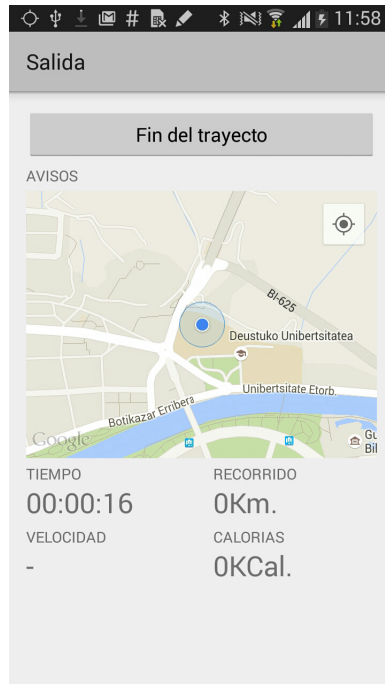 11:58
Salida
Fin del trayecto
AVISOS
BI-625
Deustuko Unibertsitatea
Unibertsitate Etorb.
Botikazar Erribera
Google
Gu
Bil
TIEMPO RECORRIDO
00:00:16 0Km.
VELOCIDAD CALORIAS
- 0KCal.